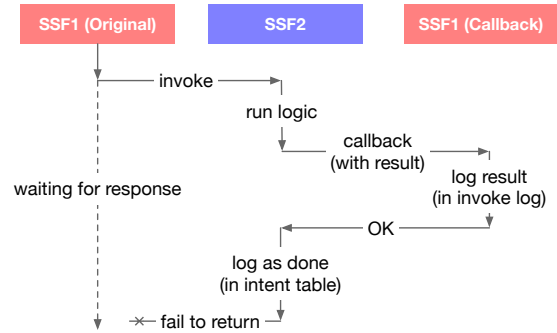 SSF1 (Original)
SSF2
SSF1 (Callback)
invoke
run logic
callback
(with result)
waiting for response
log result
(in invoke log)
OK
log as done
(in intent table)
fail to return